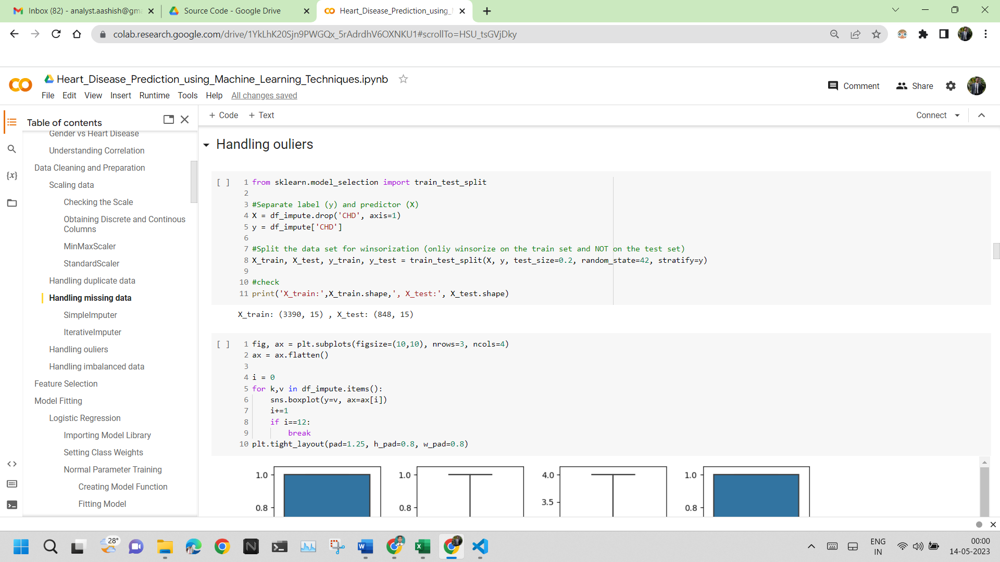 Inbox (82) - analyst.aashish@gm
Source Code - Google Drive
Heart_Disease_Prediction_using_
colab.research.google.com/drive/1YkLhK20Sjn9PWGQx_5rAdrdhV6OXNKU1#scrollTo=HSU_tsGVjDky
Heart_Disease_Prediction_using_Machine_Learning_Techniques.ipynb
File Edit View Insert Runtime Tools Help All changes saved
Comment Share
Table of contents
Gender vs Heart Disease
Understanding Correlation
Data Cleaning and Preparation
Scaling data
Checking the Scale
Obtaining Discrete and Continous
Columns
MinMaxScaler
StandardScaler
Handling duplicate data
Handling missing data
SimpleImputer
IterativeImputer
Handling ouliers
Handling imbalanced data
Feature Selection
Model Fitting
Logistic Regression
Importing Model Library
Setting Class Weights
Normal Parameter Training
Creating Model Function
Fitting Model
+ Code + Text
Connect
Handling ouliers
[ ] 1 from sklearn.model_selection import train_test_split
2
3 #Separate label (y) and predictor (X)
4 X = df_impute.drop('CHD', axis=1)
5 y = df_impute['CHD']
6
7 #Split the data set for winsorization (onliy winsorize on the train set and NOT on the test set)
8 X_train, X_test, y_train, y_test = train_test_split(X, y, test_size=0.2, random_state=42, stratify=y)
9
10 #check
11 print('X_train:',X_train.shape,', X_test:', X_test.shape)
X_train: (3390, 15) , X_test: (848, 15)
[ ] 1 fig, ax = plt.subplots(figsize=(10,10), nrows=3, ncols=4)
2 ax = ax.flatten()
3
4 i = 0
5 for k,v in df_impute.items():
6 sns.boxplot(y=v, ax=ax[i])
7 i+=1
8 if i==12:
9 break
10 plt.tight_layout(pad=1.25, h_pad=0.8, w_pad=0.8)
1.0 1.0 4.0 1.0
0.8 0.8 3.5 0.8
28°
ENG
IN
00:00
14-05-2023